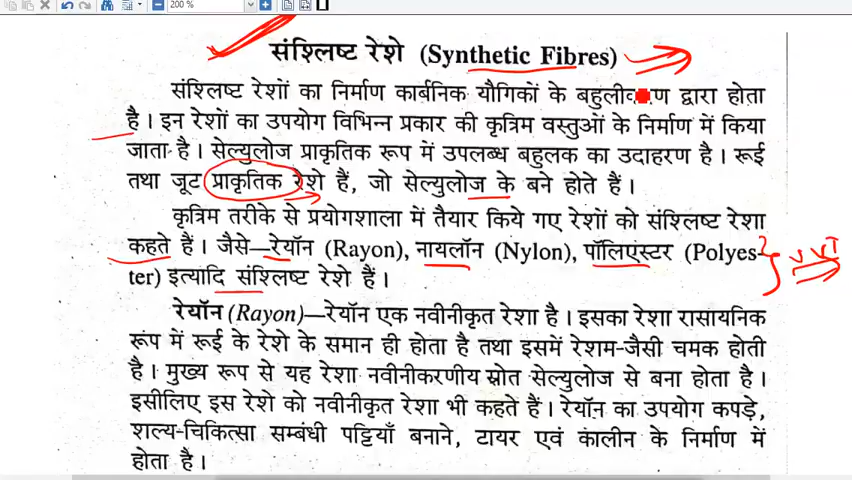 200 %
संश्लिष्ट रेशे (Synthetic Fibres)
संश्लिष्ट रेशों का निर्माण कार्बनिक यौगिकों के द्वारा होता
है। इन रेशों का उपयोग विभिन्न प्रकार की कृत्रिम वस्तुओं के निर्माण में किया
जाता है। सेल्युलोज प्राकृतिक रूप में उपलब्ध बहुलक का उदाहरण है। रूई
तथा जूट प्राकृतिक रेशे हैं, जो सेल्युलोज के बने होते हैं।
कृत्रिम तरीके से प्रयोगशाला में तैयार किये गए रेशों को संश्लिष्ट रेशा
कहते हैं। जैसे—रेयॉन (Rayon), नायलॉन (Nylon), पॉलिएस्टर (Polyes-
ter) इत्यादि संश्लिष्ट रेशे हैं।
रेयॉन (Rayon)—रेयॉन एक नवीनीकृत रेशा है। इसका रेशा रासायनिक
रूप में रूई के रेशे के समान ही होता है तथा इसमें रेशम-जैसी चमक होती
है। मुख्य रूप से यह रेशा नवीनीकरणीय स्रोत सेल्युलोज से बना होता है।
इसीलिए इस रेशे को नवीनीकृत रेशा भी कहते हैं। रेयॉन का उपयोग कपड़े,
शल्य-चिकित्सा सम्बंधी पट्टियाँ बनाने, टायर एवं कालीन के निर्माण में
होता है।